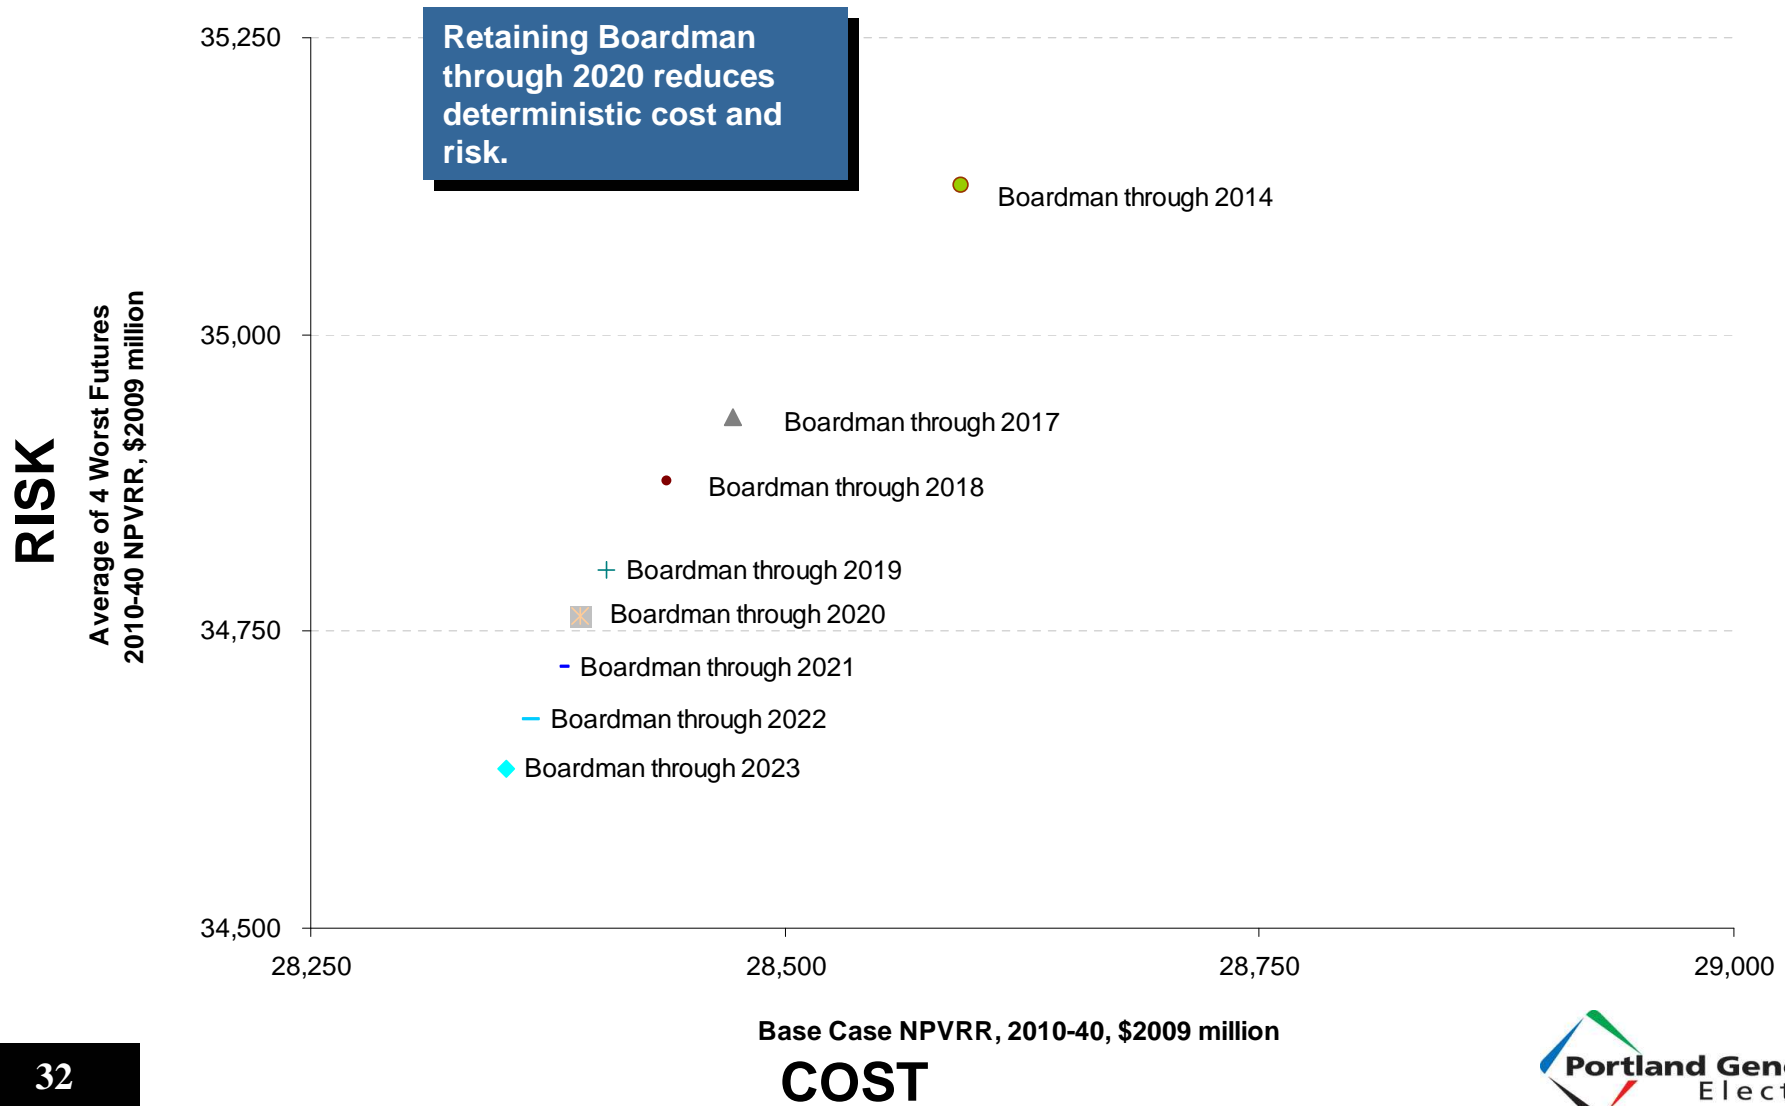 Retaining Boardman
through 2020 reduces
deterministic cost and
risk.
35,250
Boardman through 2014
35,000
RISK
Average of 4 Worst Futures
2010-40 NPVRR, $2009 million
Boardman through 2017
Boardman through 2018
Boardman through 2019
Boardman through 2020
34,750
Boardman through 2021
Boardman through 2022
Boardman through 2023
34,500
28,250
28,500
28,750
29,000
Base Case NPVRR, 2010-40, $2009 million
COST
32
Portland Gen
Elect